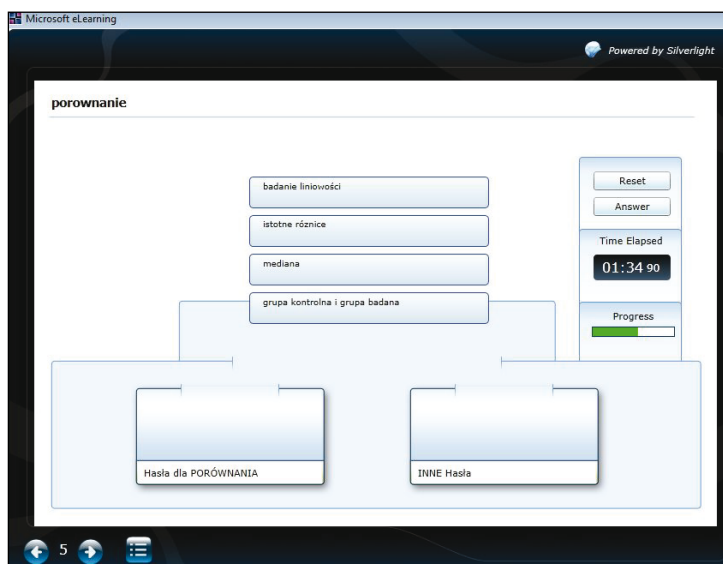 Microsoft eLearning
Powered by Silverlight
porownanie
badanie liniowości
istotne róznice
mediana
grupa kontrolna i grupa badana
Reset
Answer
Time Elapsed
01:34 90
Progress
Hasła dla PORÓWNANIA
INNE Hasła
5